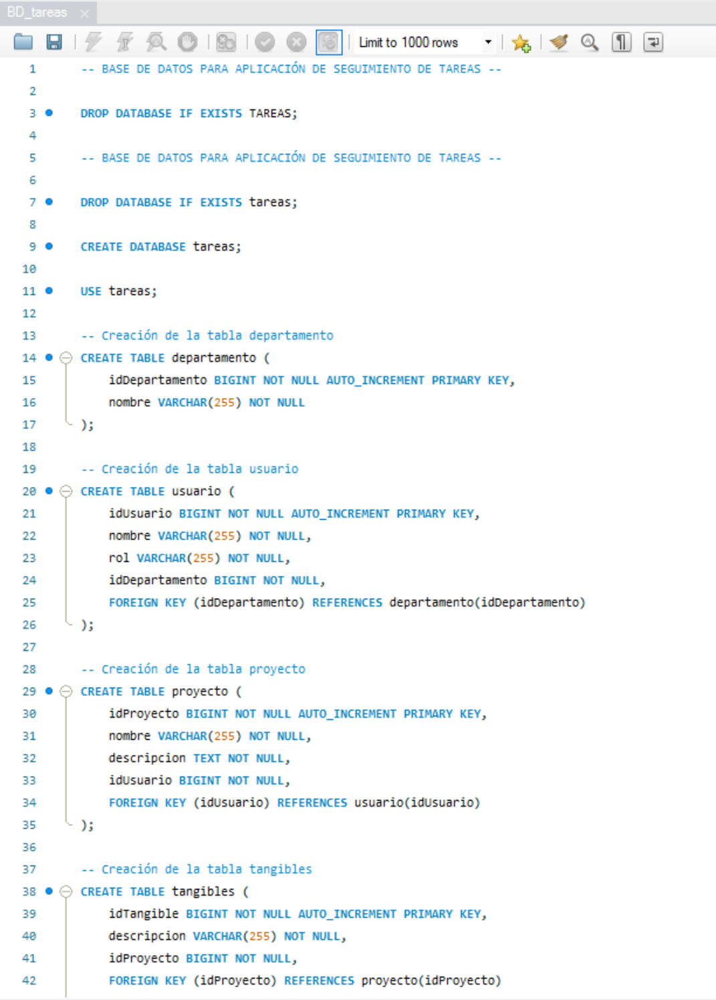 BD_tareas
Limit to 1000 rows
1 -- BASE DE DATOS PARA APLICACIÓN DE SEGUIMIENTO DE TAREAS --
2
3 DROP DATABASE IF EXISTS TAREAS;
4
5 -- BASE DE DATOS PARA APLICACIÓN DE SEGUIMIENTO DE TAREAS --
6
7 DROP DATABASE IF EXISTS tareas;
8
9 CREATE DATABASE tareas;
10
11 USE tareas;
12
13 -- Creación de la tabla departamento
14 CREATE TABLE departamento (
15 idDepartamento BIGINT NOT NULL AUTO_INCREMENT PRIMARY KEY,
16 nombre VARCHAR(255) NOT NULL
17 );
18
19 -- Creación de la tabla usuario
20 CREATE TABLE usuario (
21 idUsuario BIGINT NOT NULL AUTO_INCREMENT PRIMARY KEY,
22 nombre VARCHAR(255) NOT NULL,
23 rol VARCHAR(255) NOT NULL,
24 idDepartamento BIGINT NOT NULL,
25 FOREIGN KEY (idDepartamento) REFERENCES departamento(idDepartamento)
26 );
27
28 -- Creación de la tabla proyecto
29 CREATE TABLE proyecto (
30 idProyecto BIGINT NOT NULL AUTO_INCREMENT PRIMARY KEY,
31 nombre VARCHAR(255) NOT NULL,
32 descripcion TEXT NOT NULL,
33 idUsuario BIGINT NOT NULL,
34 FOREIGN KEY (idUsuario) REFERENCES usuario(idUsuario)
35 );
36
37 -- Creación de la tabla tangibles
38 CREATE TABLE tangibles (
39 idTangible BIGINT NOT NULL AUTO_INCREMENT PRIMARY KEY,
40 descripcion VARCHAR(255) NOT NULL,
41 idProyecto BIGINT NOT NULL,
42 FOREIGN KEY (idProyecto) REFERENCES proyecto(idProyecto)